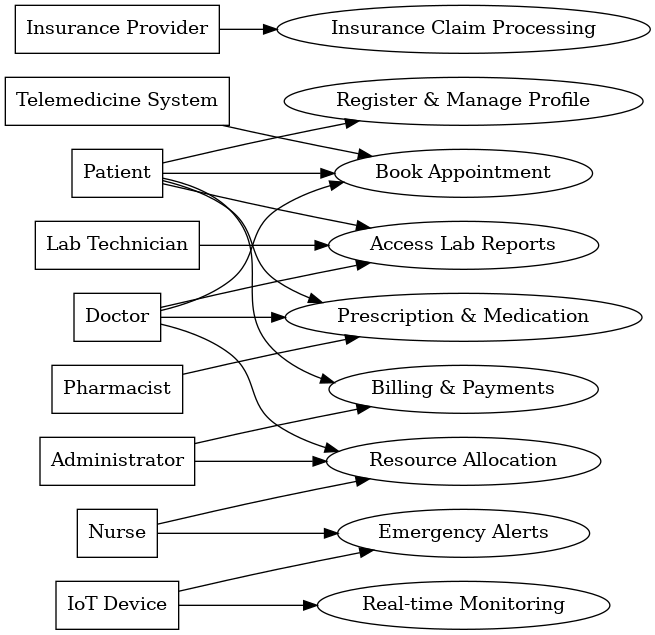 Insurance Provider
Insurance Claim Processing
Telemedicine System
Register & Manage Profile
Patient
Book Appointment
Lab Technician
Access Lab Reports
Doctor
Prescription & Medication
Pharmacist
Billing & Payments
Administrator
Resource Allocation
Nurse
Emergency Alerts
IoT Device
Real-time Monitoring